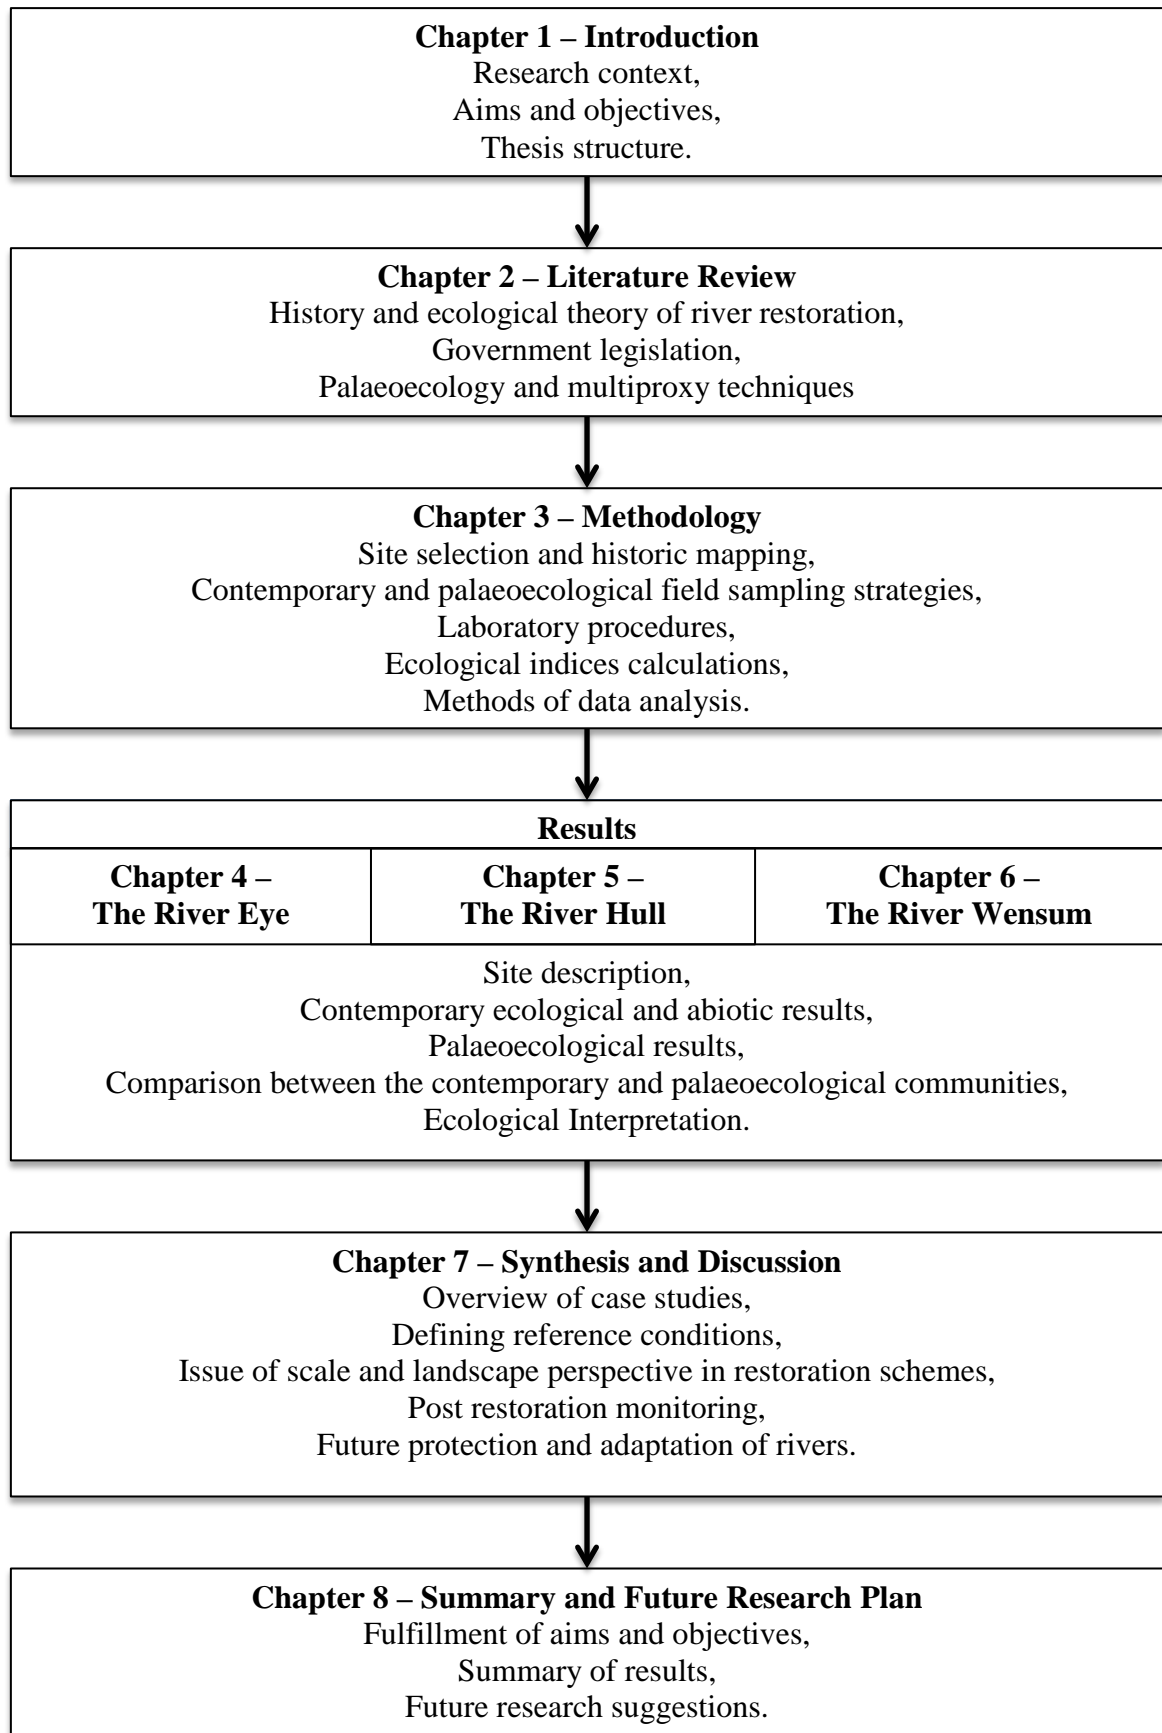 Chapter 1 – Introduction
Research context,
Aims and objectives,
Thesis structure.
Chapter 2 – Literature Review
History and ecological theory of river restoration,
Government legislation,
Palaeoecology and multiproxy techniques
Chapter 3 – Methodology
Site selection and historic mapping,
Contemporary and palaeoecological field sampling strategies,
Laboratory procedures,
Ecological indices calculations,
Methods of data analysis.
Results
Chapter 4 –
The River Eye
Chapter 5 –
The River Hull
Chapter 6 –
The River Wensum
Site description,
Contemporary ecological and abiotic results,
Palaeoecological results,
Comparison between the contemporary and palaeoecological communities,
Ecological Interpretation.
Chapter 7 – Synthesis and Discussion
Overview of case studies,
Defining reference conditions,
Issue of scale and landscape perspective in restoration schemes,
Post restoration monitoring,
Future protection and adaptation of rivers.
Chapter 8 – Summary and Future Research Plan
Fulfillment of aims and objectives,
Summary of results,
Future research suggestions.